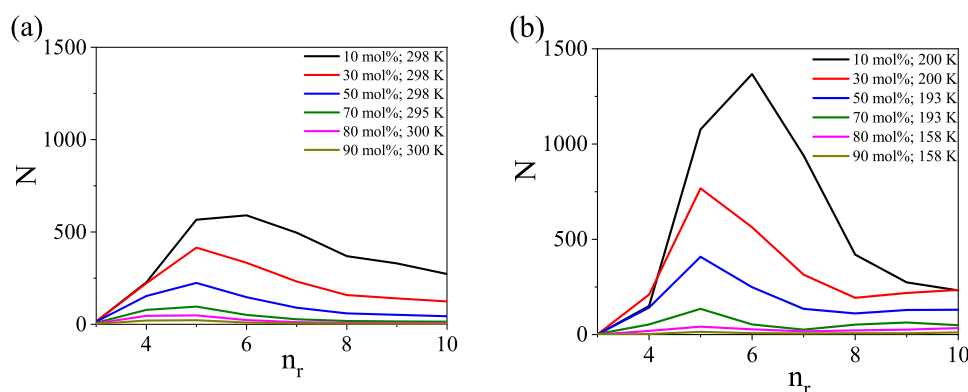 (a)
1500
1000
500
0
N
4
6
8
10
n_r
10 mol%; 298 K
30 mol%; 298 K
50 mol%; 298 K
70 mol%; 295 K
80 mol%; 300 K
90 mol%; 300 K
(b)
1500
1000
500
0
N
4
6
8
10
n_r
10 mol%; 200 K
30 mol%; 200 K
50 mol%; 193 K
70 mol%; 193 K
80 mol%; 158 K
90 mol%; 158 K